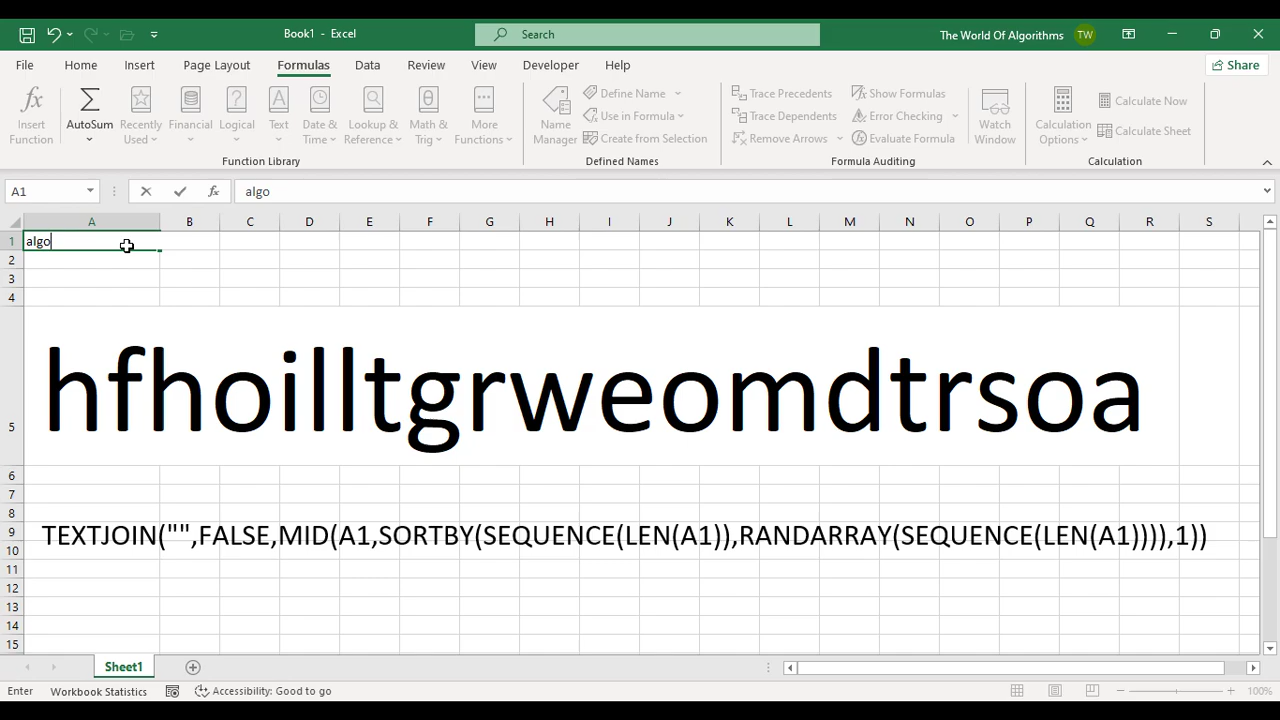 Book1 - Excel
Search
The World Of Algorithms TW
File Home Insert Page Layout Formulas Data Review View Developer Help
Share
Insert Function
AutoSum
Recently Used
Financial
Logical
Text
Date & Time
Lookup & Reference
Math & Trig
More Functions
Function Library
Name Manager
Define Name
Use in Formula
Create from Selection
Defined Names
Trace Precedents
Trace Dependents
Remove Arrows
Show Formulas
Error Checking
Evaluate Formula
Watch Window
Formula Auditing
Calculation Options
Calculate Now
Calculate Sheet
Calculation
A1 fx algo
A B C D E F G H I J K L M N O P Q R S
1 algo
2
3
4
5 hfhoilltgrweomdtrsoa
6
7
8
9 TEXTJOIN("",FALSE,MID(A1,SORTBY(SEQUENCE(LEN(A1)),RANDARRAY(SEQUENCE(LEN(A1)))),1))
10
11
12
13
14
15
Sheet1
Enter Workbook Statistics Accessibility: Good to go 100%